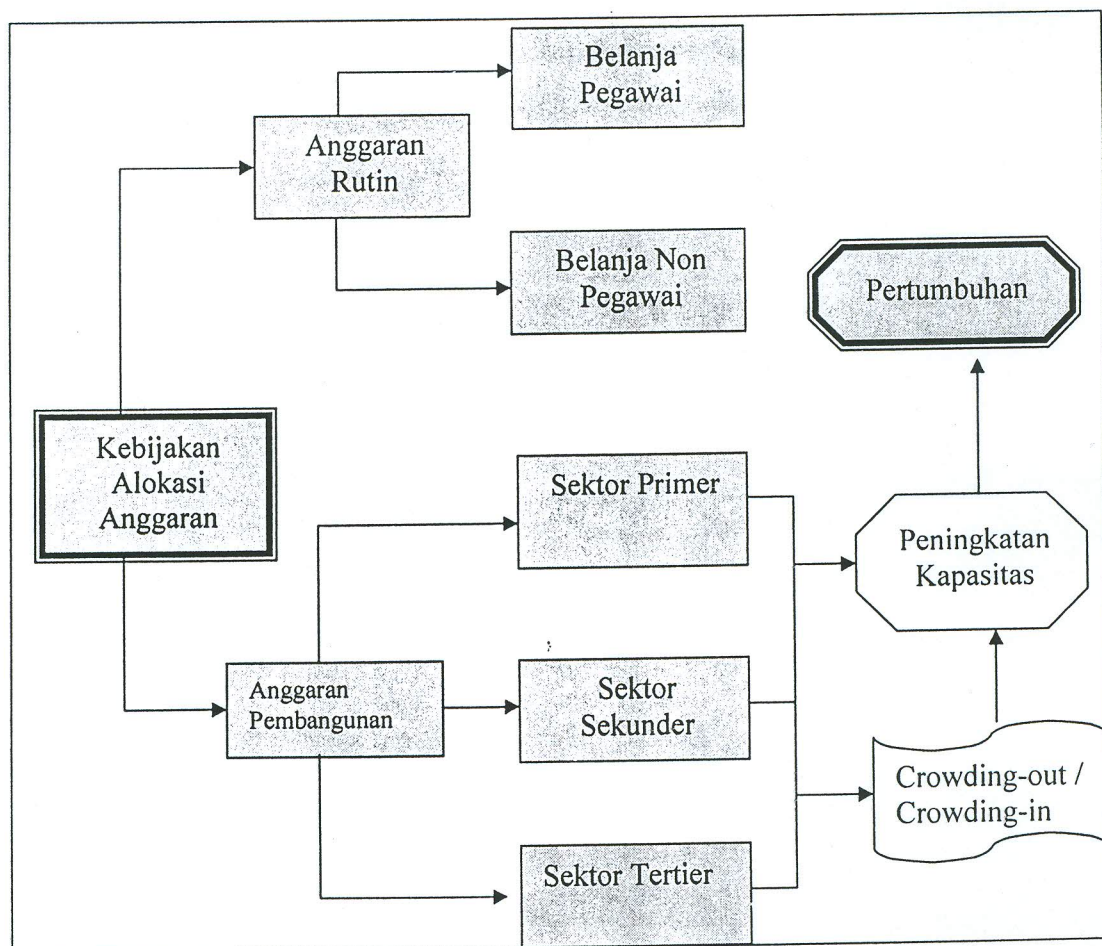 Belanja
Pegawai
Anggaran
Rutin
Belanja Non
Pegawai
Pertumbuhan
Kebijakan
Alokasi
Anggaran
Sektor Primer
Peningkatan
Kapasitas
Anggaran
Pembangunan
Sektor
Sekunder
Crowding-out /
Crowding-in
Sektor Tertier